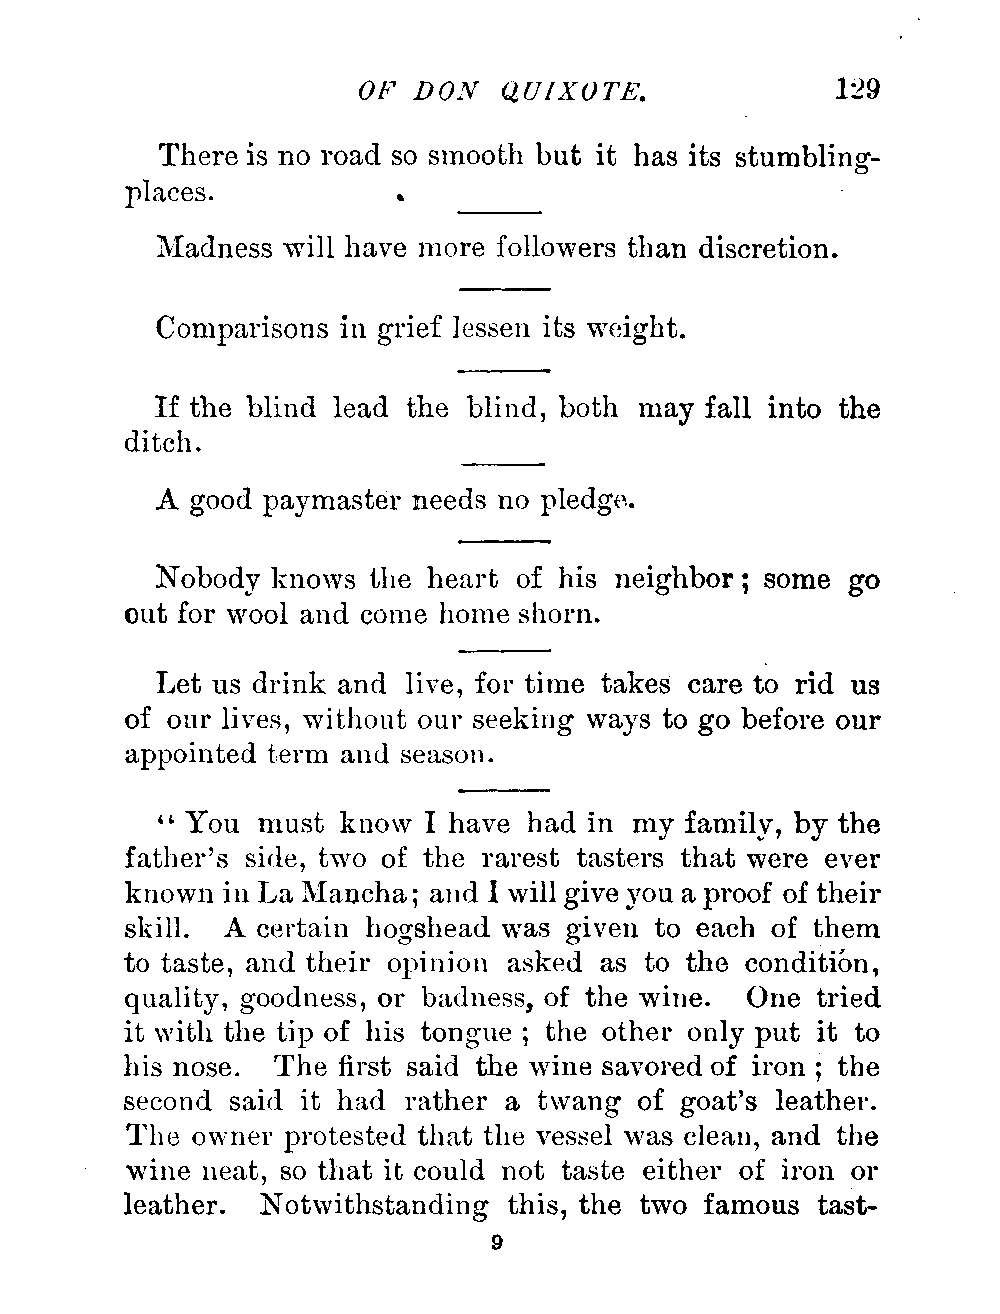 OF DON QUIXOTE. 129
There is no road so smooth but it has its stumbling-
places.
Madness will have more followers than discretion.
Comparisons in grief lessen its weight.
If the blind lead the blind, both may fall into the
ditch.
A good paymaster needs no pledge.
Nobody knows the heart of his neighbor; some go
out for wool and come home shorn.
Let us drink and live, for time takes care to rid us
of our lives, without our seeking ways to go before our
appointed term and season.
“ You must know I have had in my family, by the
father’s side, two of the rarest tasters that were ever
known in La Mancha; and I will give you a proof of their
skill. A certain hogshead was given to each of them
to taste, and their opinion asked as to the condition,
quality, goodness, or badness, of the wine. One tried
it with the tip of his tongue ; the other only put it to
his nose. The first said the wine savored of iron ; the
second said it had rather a twang of goat’s leather.
The owner protested that the vessel was clean, and the
wine neat, so that it could not taste either of iron or
leather. Notwithstanding this, the two famous tast-
9